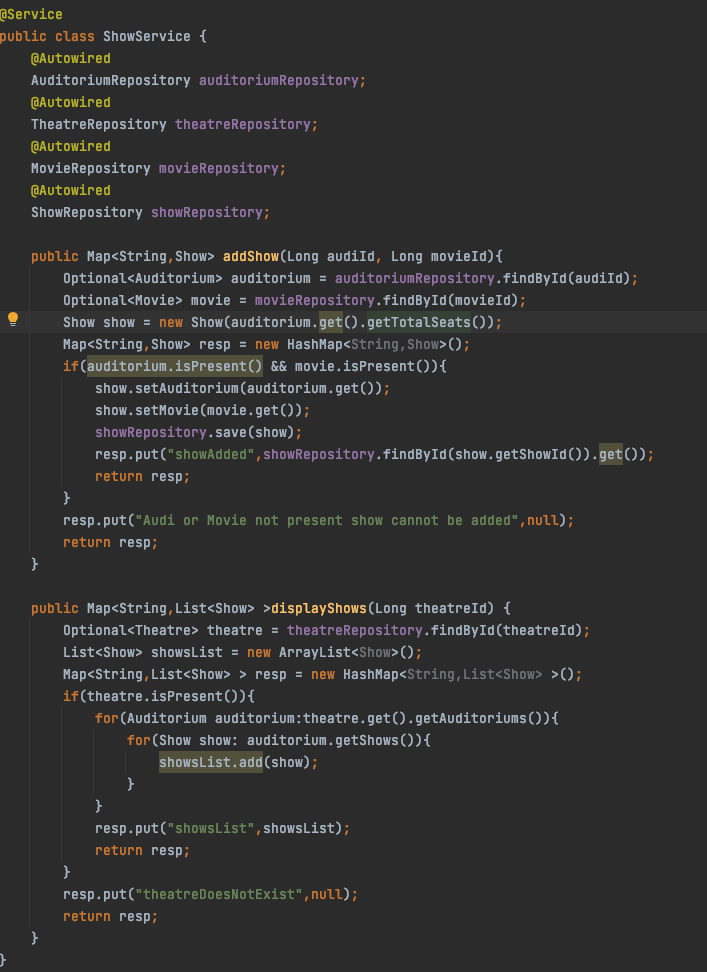 @Service
public class ShowService {
    @Autowired
    AuditoriumRepository auditoriumRepository;
    @Autowired
    TheatreRepository theatreRepository;
    @Autowired
    MovieRepository movieRepository;
    @Autowired
    ShowRepository showRepository;

    public Map<String,Show> addShow(Long audiId, Long movieId){
        Optional<Auditorium> auditorium = auditoriumRepository.findById(audiId);
        Optional<Movie> movie = movieRepository.findById(movieId);
        Show show = new Show(auditorium.get().getTotalSeats());
        Map<String,Show> resp = new HashMap<String,Show>();
        if(auditorium.isPresent() && movie.isPresent()){
            show.setAuditorium(auditorium.get());
            show.setMovie(movie.get());
            showRepository.save(show);
            resp.put("showAdded",showRepository.findById(show.getShowId()).get());
            return resp;
        }
        resp.put("Audi or Movie not present show cannot be added",null);
        return resp;
    }

    public Map<String,List<Show> >displayShows(Long theatreId) {
        Optional<Theatre> theatre = theatreRepository.findById(theatreId);
        List<Show> showsList = new ArrayList<Show>();
        Map<String,List<Show> > resp = new HashMap<String,List<Show> >();
        if(theatre.isPresent()){
            for(Auditorium auditorium:theatre.get().getAuditoriums()){
                for(Show show: auditorium.getShows()){
                    showsList.add(show);
                }
            }
            resp.put("showsList",showsList);
            return resp;
        }
        resp.put("theatreDoesNotExist",null);
        return resp;
    }
}